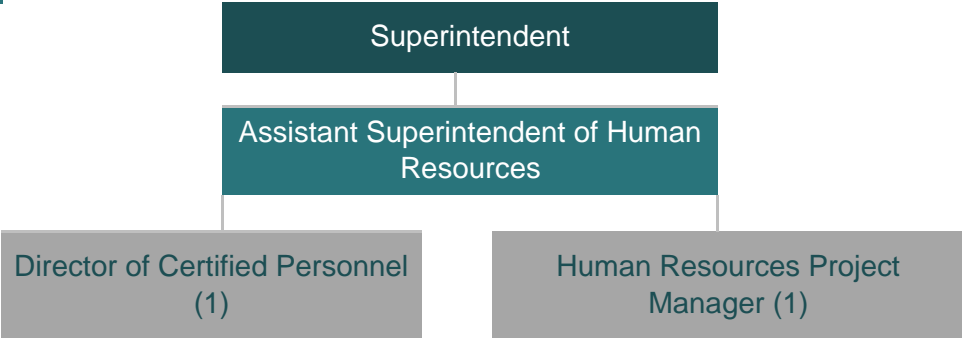 Superintendent
Assistant Superintendent of Human
Resources
Director of Certified Personnel
(1)
Human Resources Project
Manager (1)